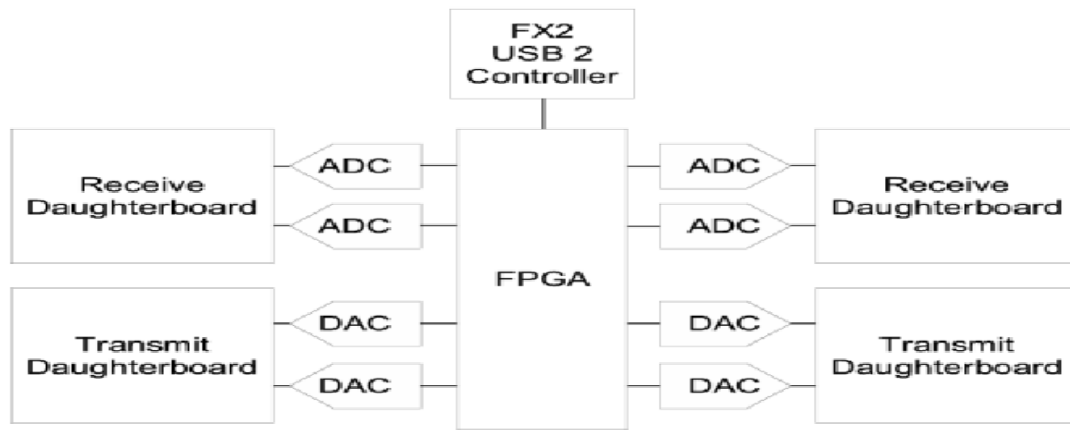 FX2
USB 2
Controller
Receive
Daughterboard
ADC
ADC
ADC
ADC
Receive
Daughterboard
FPGA
Transmit
Daughterboard
DAC
DAC
DAC
DAC
Transmit
Daughterboard